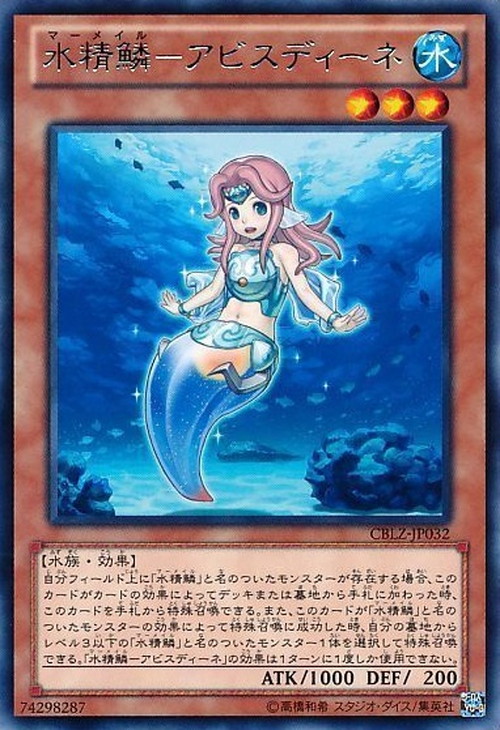 マーメイル
水精鱗－アビスディーネ
水
CBLZ-JP032
【水族・効果】
自分フィールド上に「水精鱗」と名のついたモンスターが存在する場合、この
カードがカードの効果によってデッキまたは墓地から手札に加わった時、
このカードを手札から特殊召喚できる。また、このカードが「水精鱗」と名の
ついたモンスターの効果によって特殊召喚に成功した時、自分の墓地から
レベル３以下の「水精鱗」と名のついたモンスター１体を選択して特殊召喚
できる。「水精鱗－アビスディーネ」の効果は１ターンに１度しか使用できない。
ATK/1000 DEF/ 200
74298287 ©高橋和希 スタジオ・ダイス/集英社